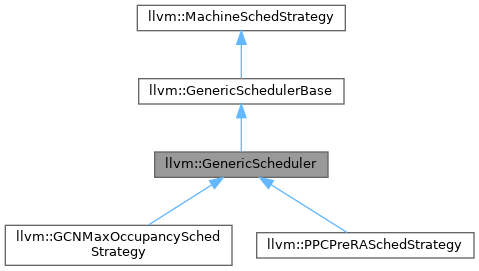 llvm::MachineSchedStrategy
llvm::GenericSchedulerBase
llvm::GenericScheduler
llvm::GCNMaxOccupancySched
Strategy
llvm::PPCPreRASchedStrategy